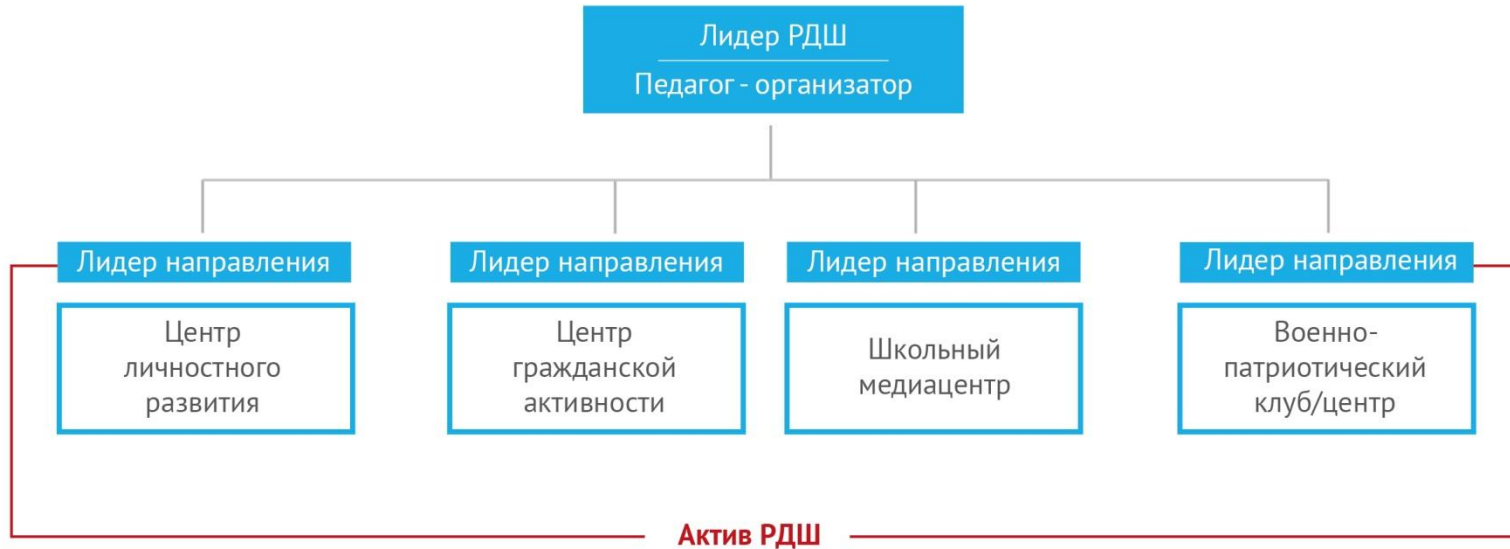 Лидер РДШ
Педагог - организатор
Лидер направления
Центр
личностного
развития
Лидер направления
Центр
гражданской
активности
Лидер направления
Школьный
медиацентр
Лидер направления
Военно-
патриотический
клуб/центр
Актив РДШ